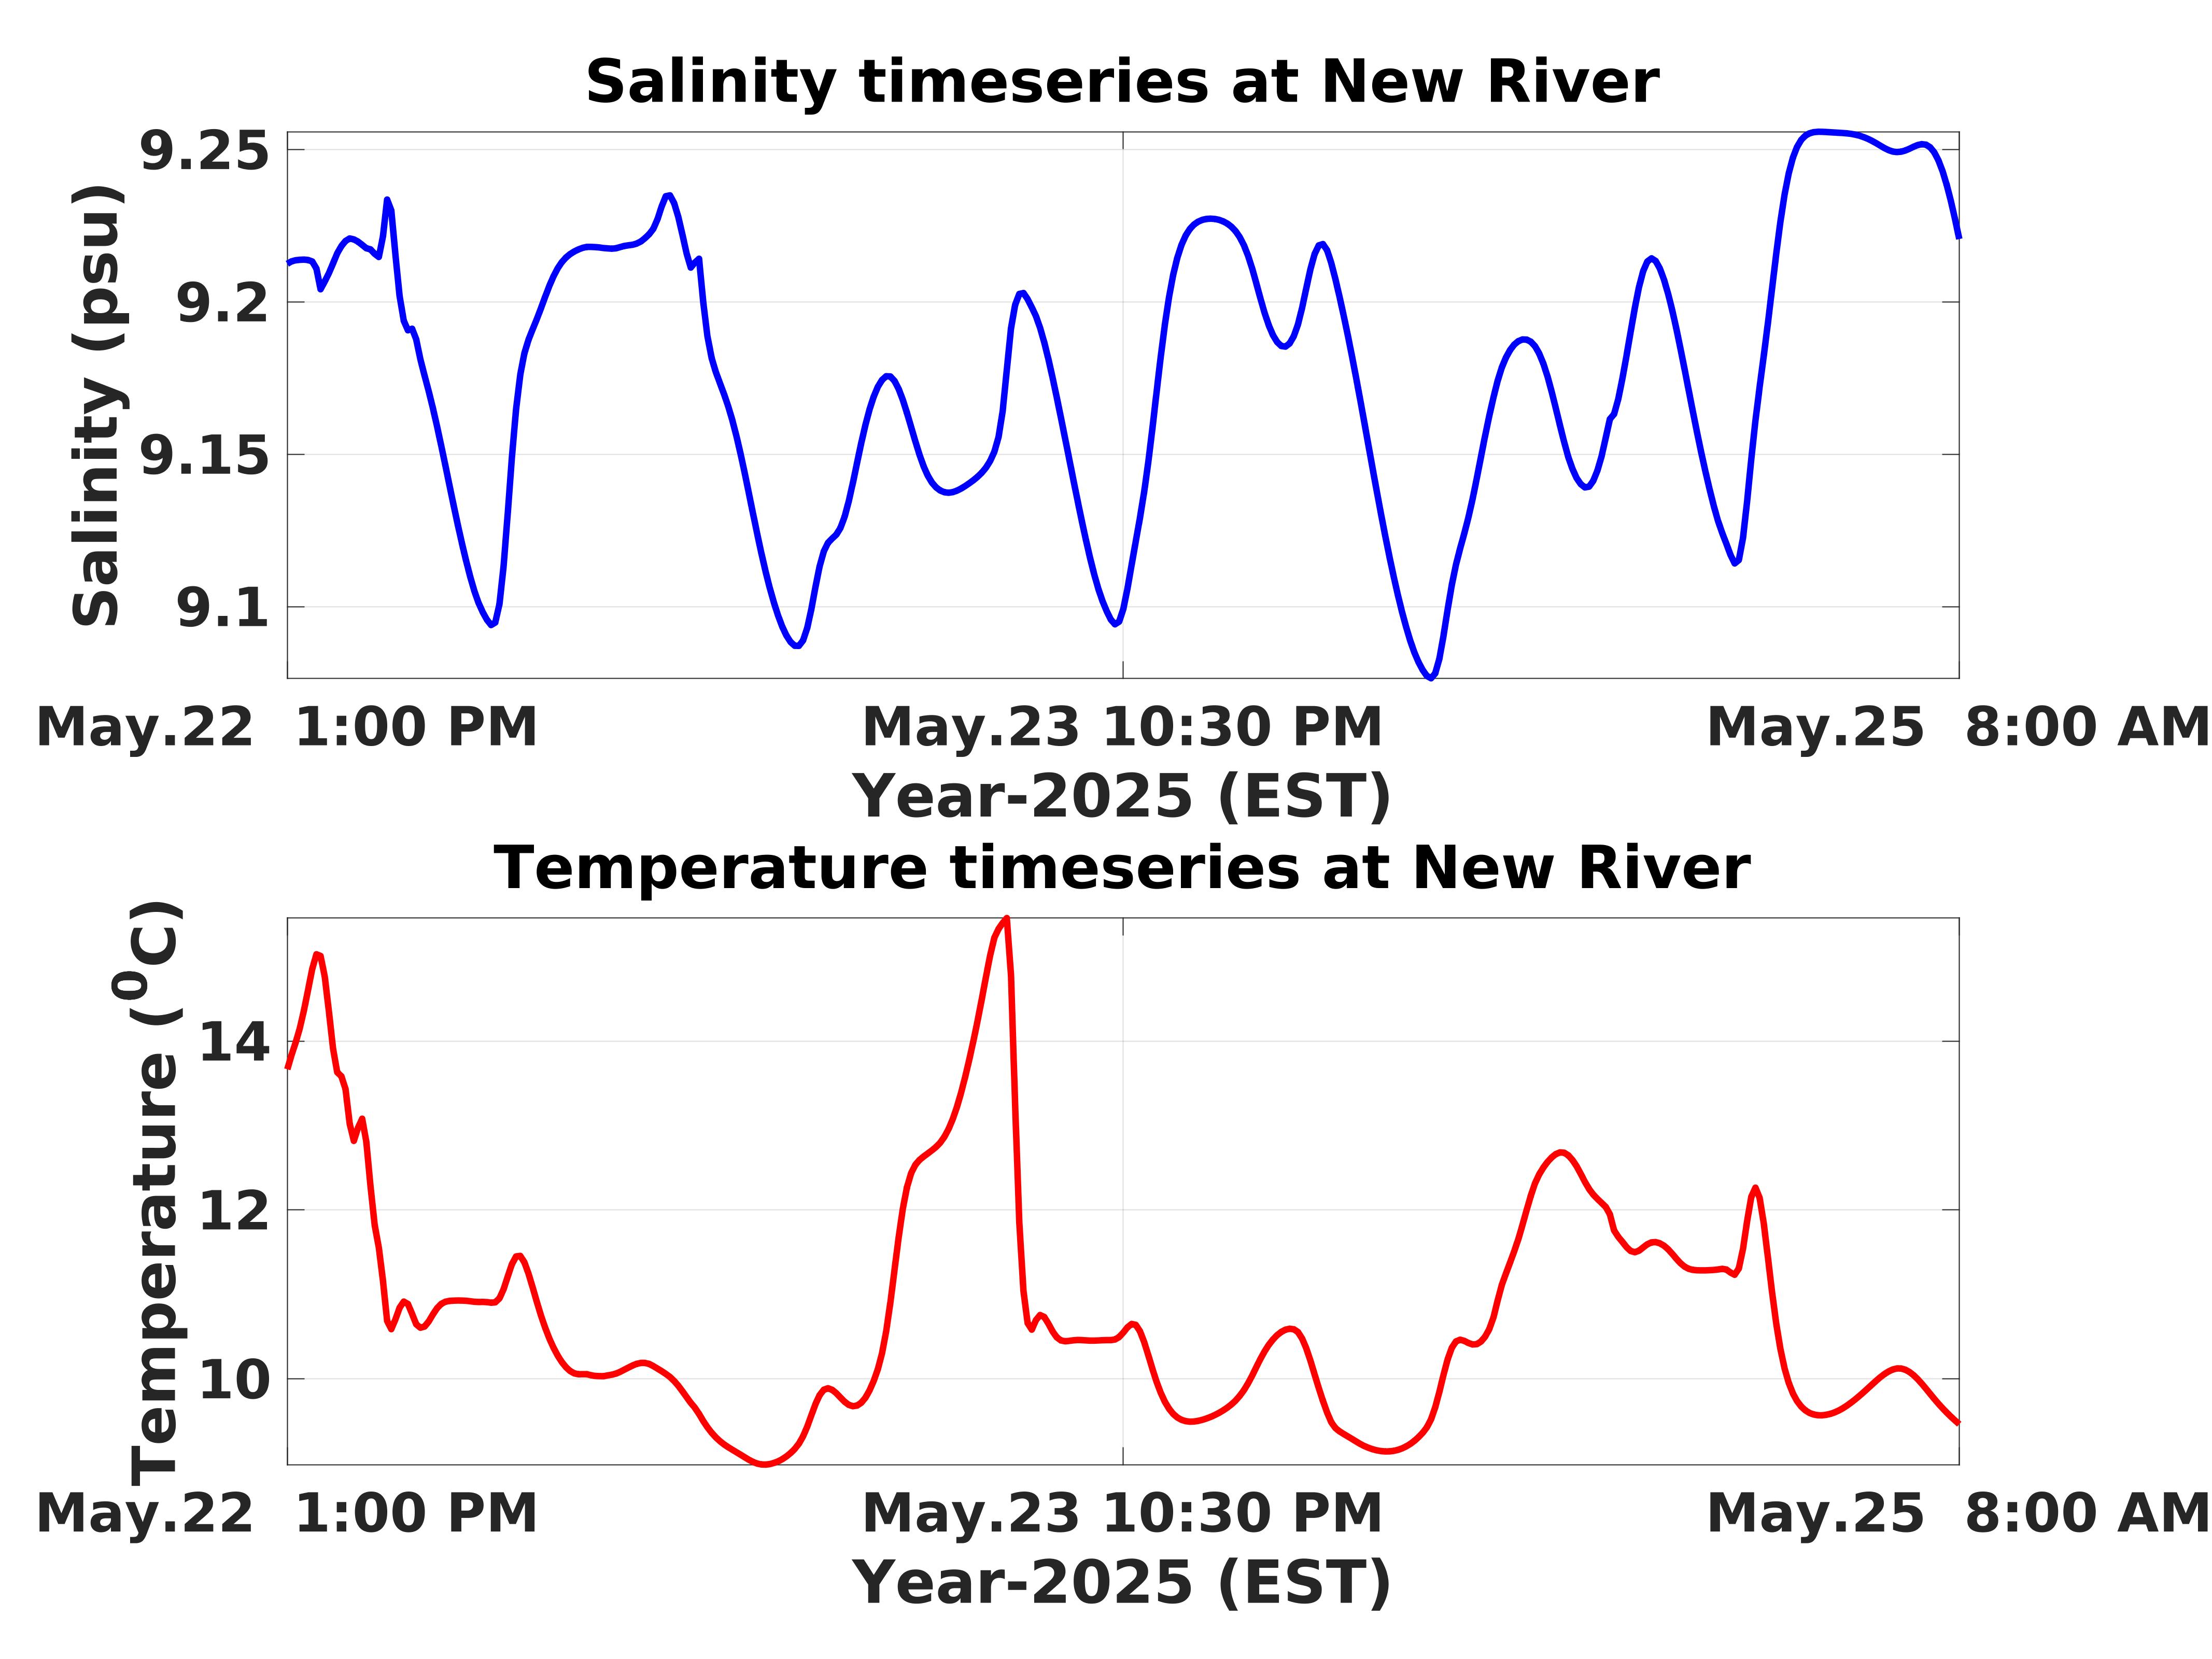 Salinity timeseries at New River
Salinity (psu)
9.25
9.2
9.15
9.1
May.22  1:00 PM
May.23 10:30 PM
May.25  8:00 AM
Year-2025 (EST)
Temperature timeseries at New River
Temperature (⁰C)
14
12
10
May.22  1:00 PM
May.23 10:30 PM
May.25  8:00 AM
Year-2025 (EST)